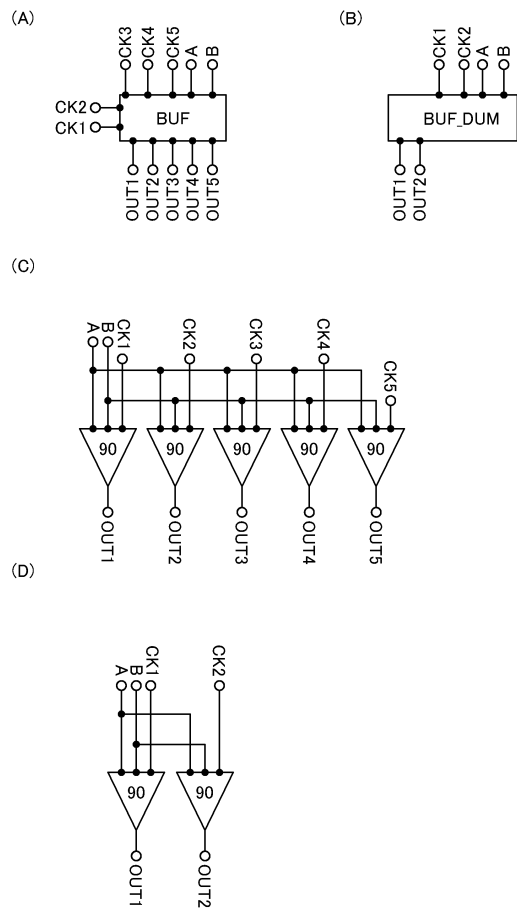 (A)
(B)
CK3 CK4 CK5 A B
CK2
CK1
BUF
OUT1 OUT2 OUT3 OUT4 OUT5
CK1 CK2 A B
BUF_DUM
OUT1 OUT2
(C)
A B CK1 CK2 CK3 CK4 CK5
90 90 90 90 90
OUT1 OUT2 OUT3 OUT4 OUT5
(D)
A B CK1 CK2
90 90
OUT1 OUT2